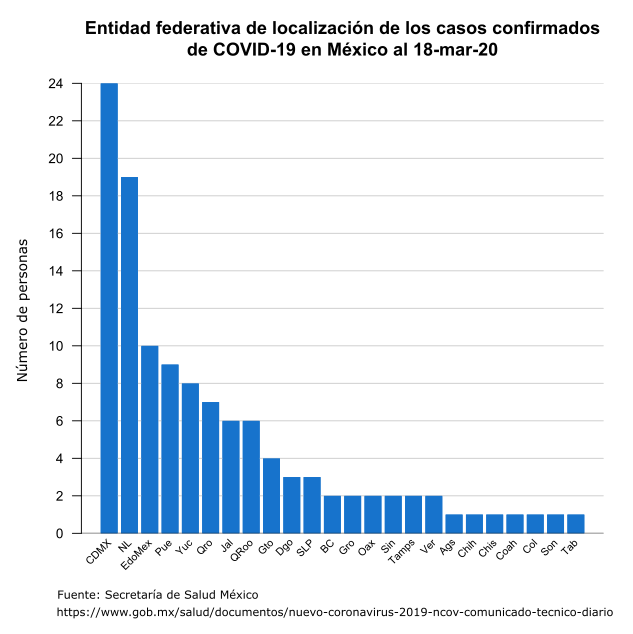 Entidad federativa de localización de los casos confirmados
de COVID-19 en México al 18-mar-20
Número de personas
24
22
20
18
16
14
12
10
8
6
4
2
0
CDMX
NL
EdoMex
Pue
Yuc
Qro
Jal
QRoo
Gto
Dgo
SLP
BC
Gro
Oax
Sin
Tamps
Ver
Ags
Chih
Chis
Coah
Col
Son
Tab
Fuente: Secretaría de Salud México
https://www.gob.mx/salud/documentos/nuevo-coronavirus-2019-ncov-comunicado-tecnico-diario